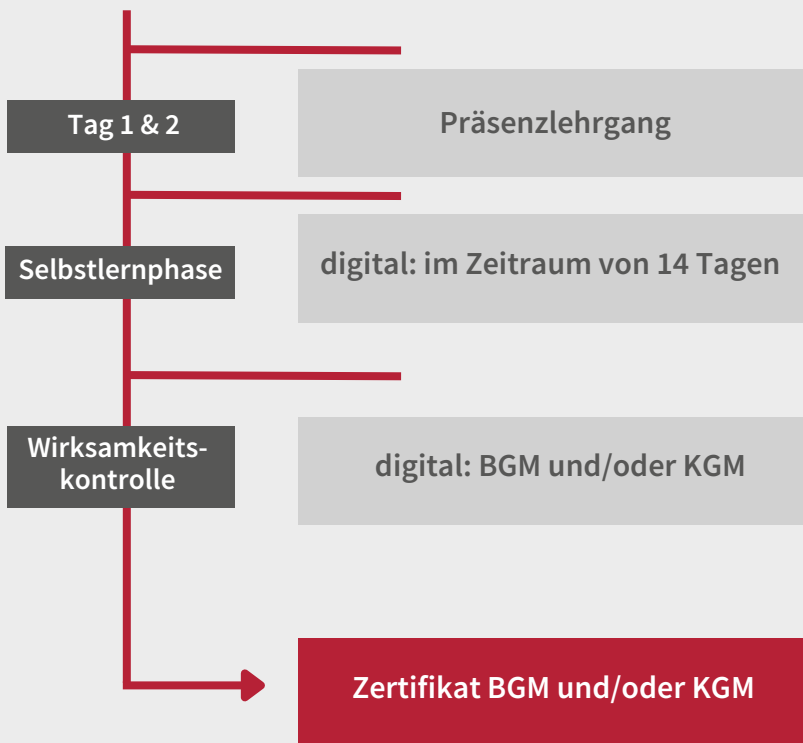 Tag 1 & 2
Präsenzlehrgang
Selbstlernphase
digital: im Zeitraum von 14 Tagen
Wirksamkeits-
kontrolle
digital: BGM und/oder KGM
Zertifikat BGM und/oder KGM